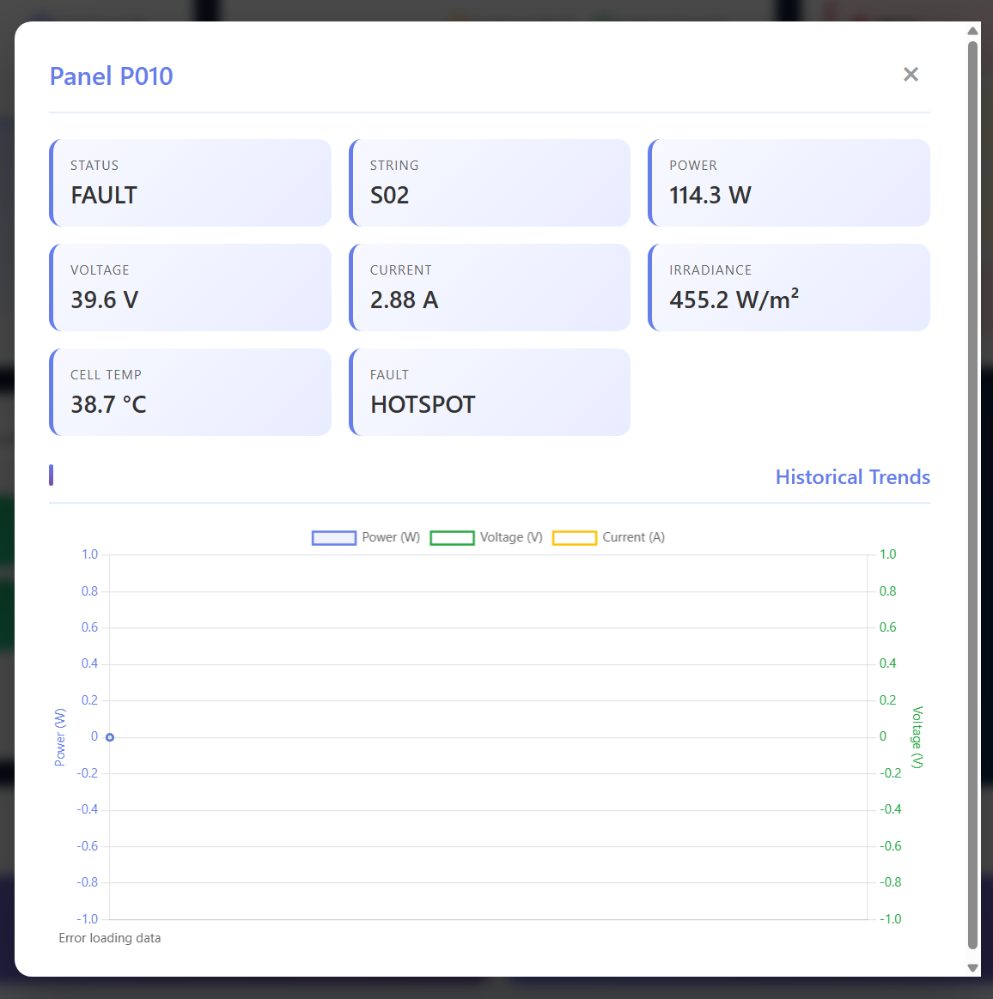 Panel P010
×
STATUS
FAULT
STRING
S02
POWER
114.3 W
VOLTAGE
39.6 V
CURRENT
2.88 A
IRRADIANCE
455.2 W/m²
CELL TEMP
38.7 °C
FAULT
HOTSPOT
Historical Trends
Power (W) Voltage (V) Current (A)
1.0
0.8
0.6
0.4
0.2
0
-0.2
-0.4
-0.6
-0.8
-1.0
Power (W)
1.0
0.8
0.6
0.4
0.2
0
-0.2
-0.4
-0.6
-0.8
-1.0
Voltage (V)
Error loading data